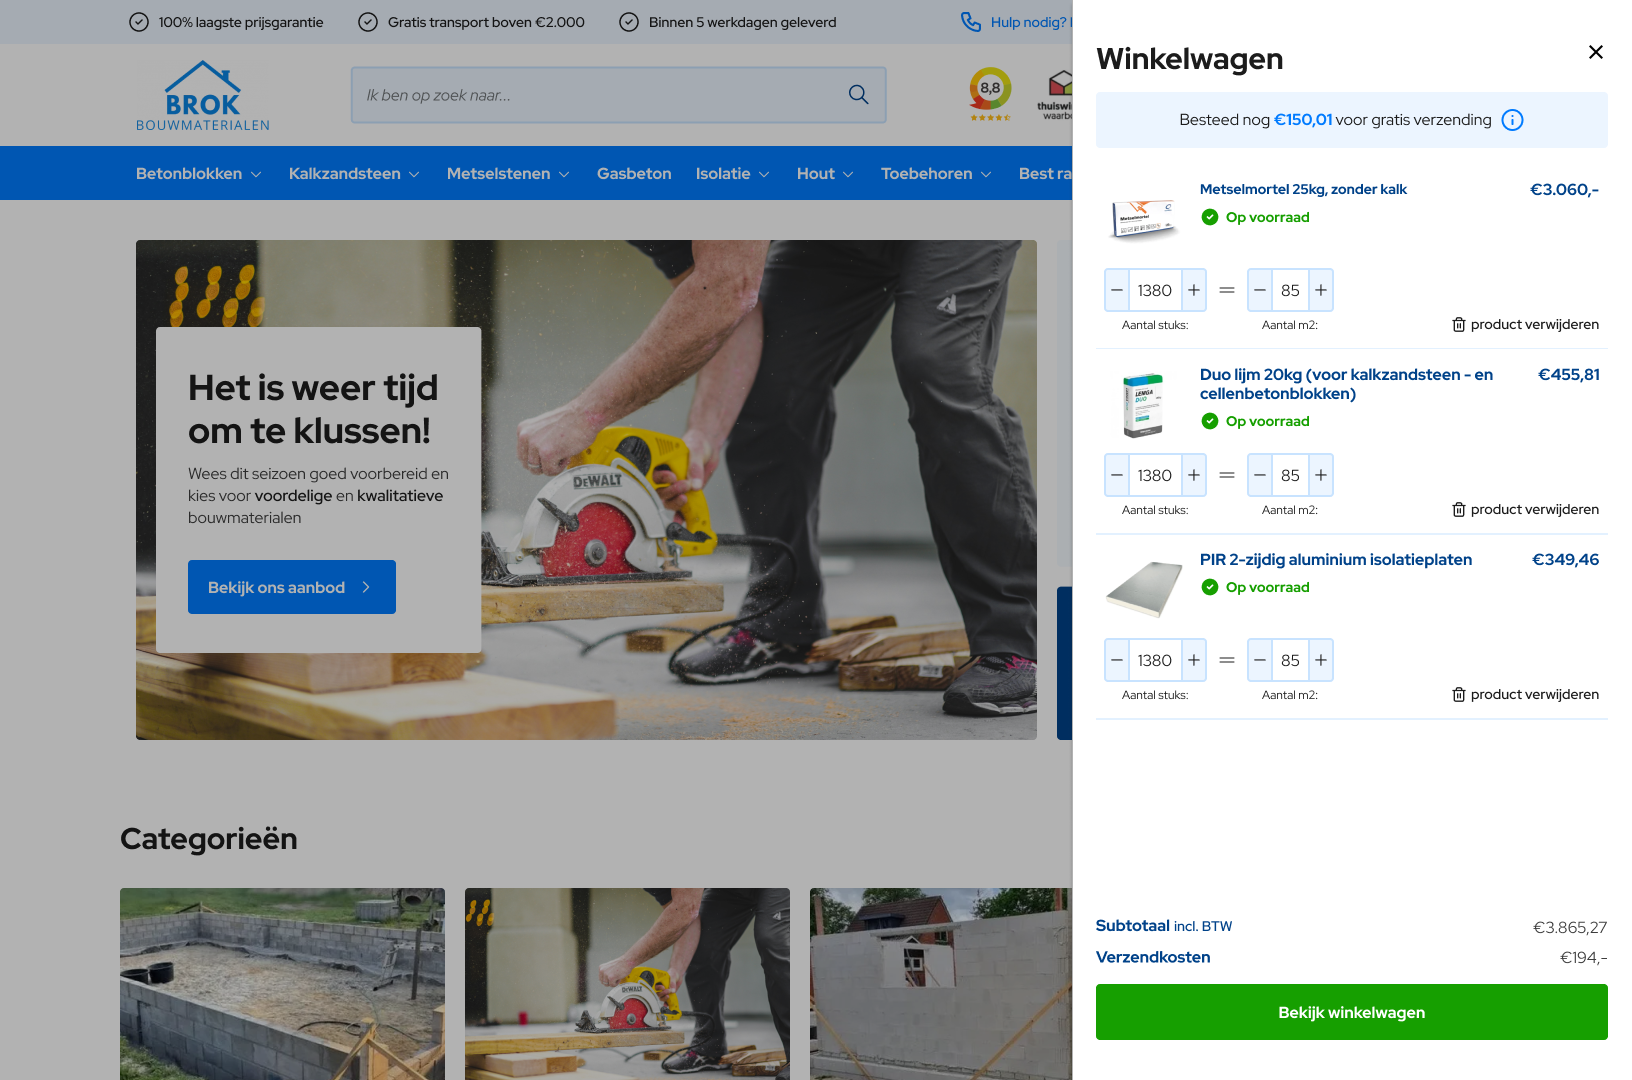 100% laagste prijsgarantie
Gratis transport boven €2.000
Binnen 5 werkdagen geleverd
Hulp nodig?
BROK
BOUWMATERIALEN
Ik ben op zoek naar...
8,8
Betonblokken
Kalkzandsteen
Metselstenen
Gasbeton
Isolatie
Hout
Toebehoren
Best ra
Het is weer tijd
om te klussen!
Wees dit seizoen goed voorbereid en
kies voor voordelige en kwalitatieve
bouwmaterialen
Bekijk ons aanbod
DEWALT
Categorieën
DEWALT
Winkelwagen
Besteed nog €150,01 voor gratis verzending
Metselmortel 25kg, zonder kalk
€3.060,-
Op voorraad
1380
85
Aantal stuks:
Aantal m2:
product verwijderen
Duo lijm 20kg (voor kalkzandsteen - en
cellenbetonblokken)
€455,81
Op voorraad
1380
85
Aantal stuks:
Aantal m2:
product verwijderen
PIR 2-zijdig aluminium isolatieplaten
€349,46
Op voorraad
1380
85
Aantal stuks:
Aantal m2:
product verwijderen
Subtotaal incl. BTW
€3.865,27
Verzendkosten
€194,-
Bekijk winkelwagen